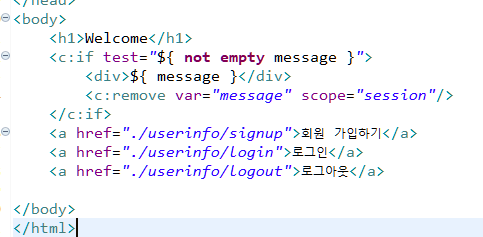 </head>
<body>
<h1>Welcome</h1>
<c:if test="${ not empty message }">
<div>${ message }</div>
<c:remove var="message" scope="session"/>
</c:if>
<a href="./userinfo/signup">회원 가입하기</a>
<a href="./userinfo/login">로그인</a>
<a href="./userinfo/logout">로그아웃</a>
</body>
</html>